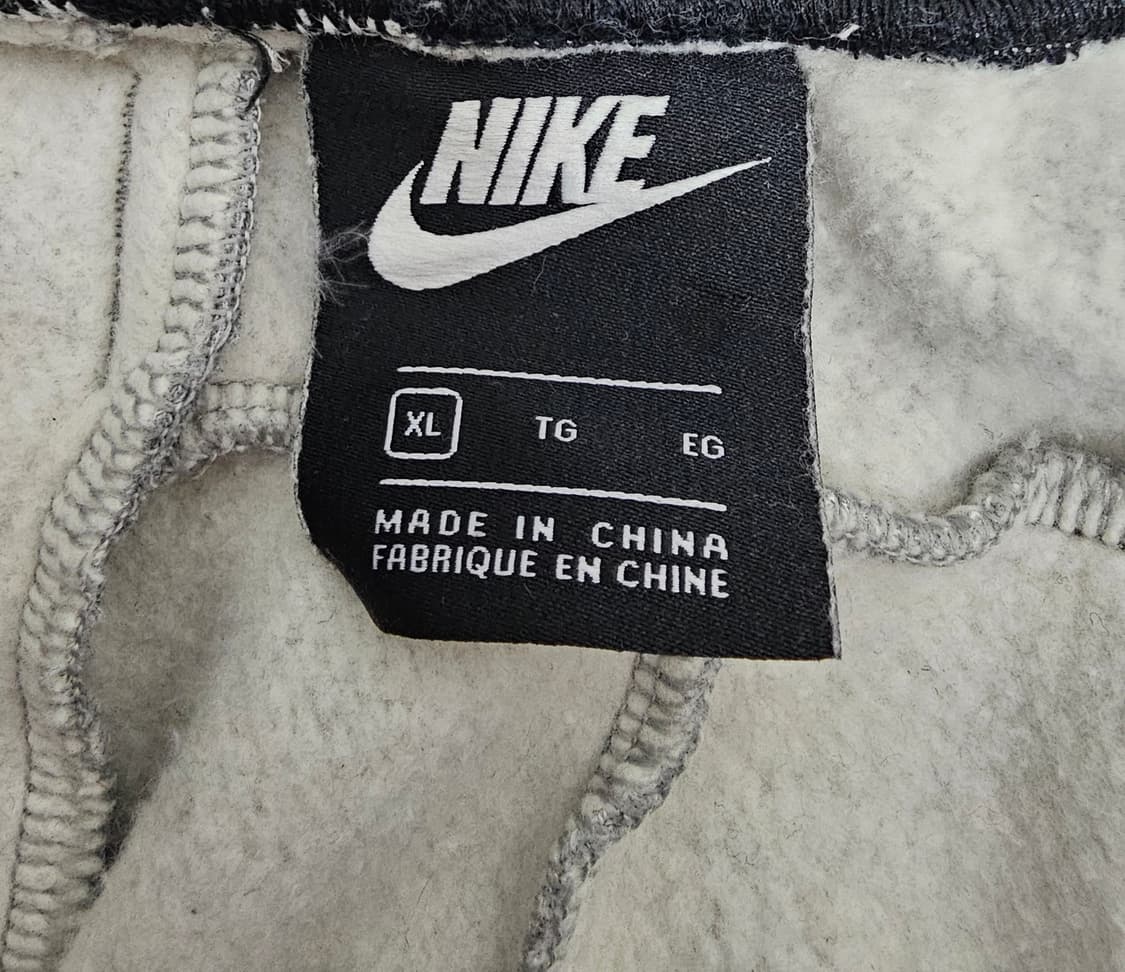 NIKE
XL TG EG
MADE IN CHINA
FABRIQUE EN CHINE